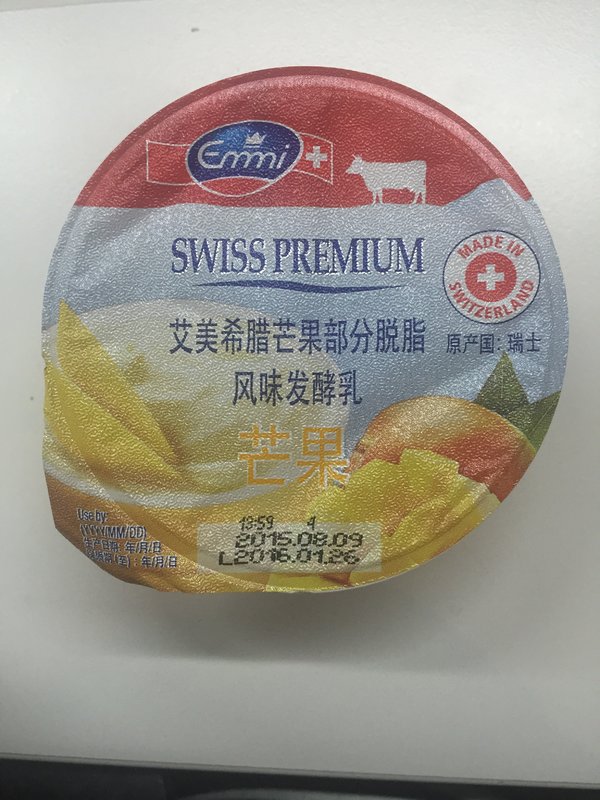 Emmi
SWISS PREMIUM
MADE IN
SWITZERLAND
艾美希腊芒果部分脱脂
原产国：瑞士
风味发酵乳
芒果
Use by:
(YYYY/MM/DD)
生产日期: 年/月/日
(至)：年/月/日
13:59 4
2015.08.09
L2016.01.26